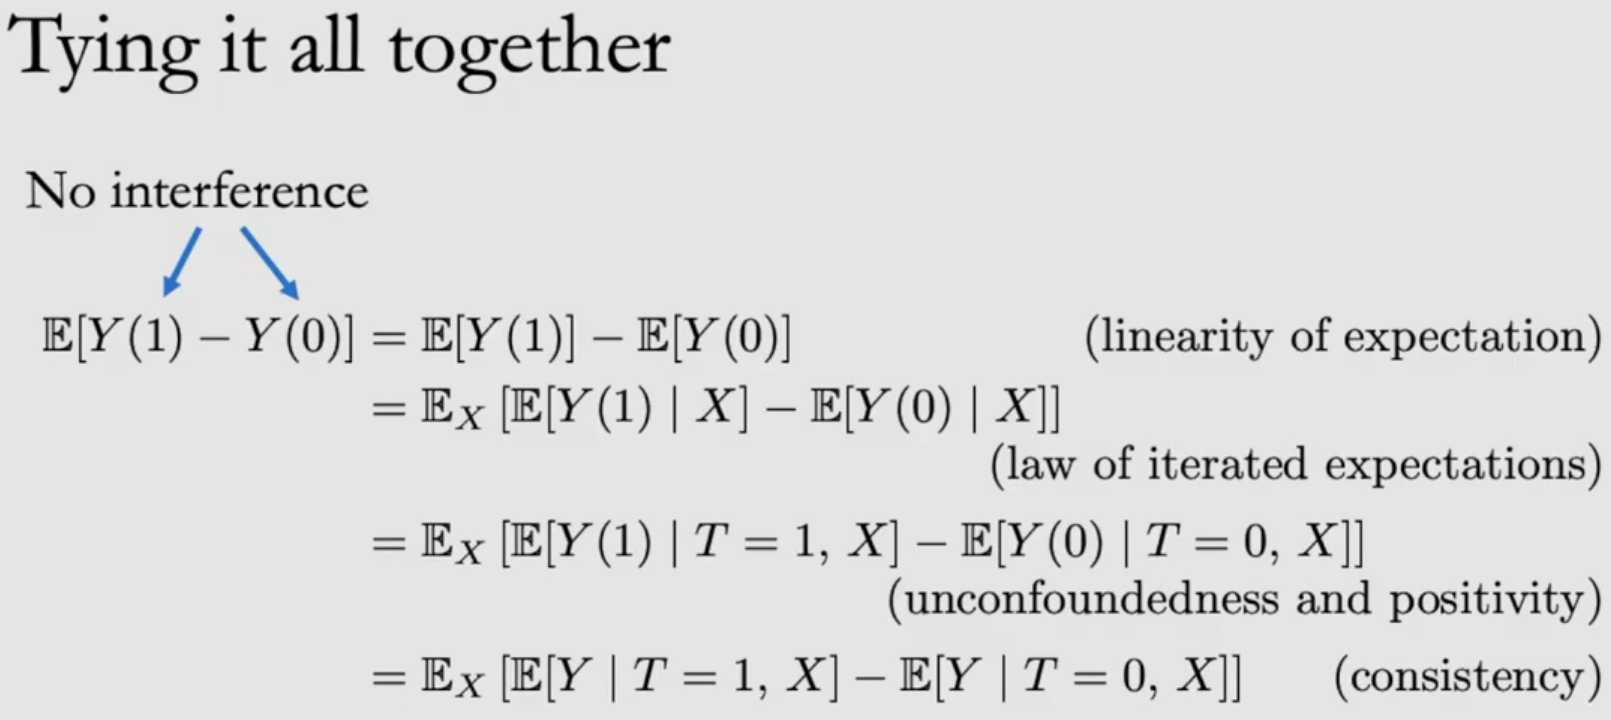 Tying it all together
No interference
𝔼[Y(1) − Y(0)] = 𝔼[Y(1)] − 𝔼[Y(0)] (linearity of expectation)
= 𝔼_X [𝔼[Y(1) | X] − 𝔼[Y(0) | X]]
(law of iterated expectations)
= 𝔼_X [𝔼[Y(1) | T = 1, X] − 𝔼[Y(0) | T = 0, X]]
(unconfoundedness and positivity)
= 𝔼_X [𝔼[Y | T = 1, X] − 𝔼[Y | T = 0, X]] (consistency)